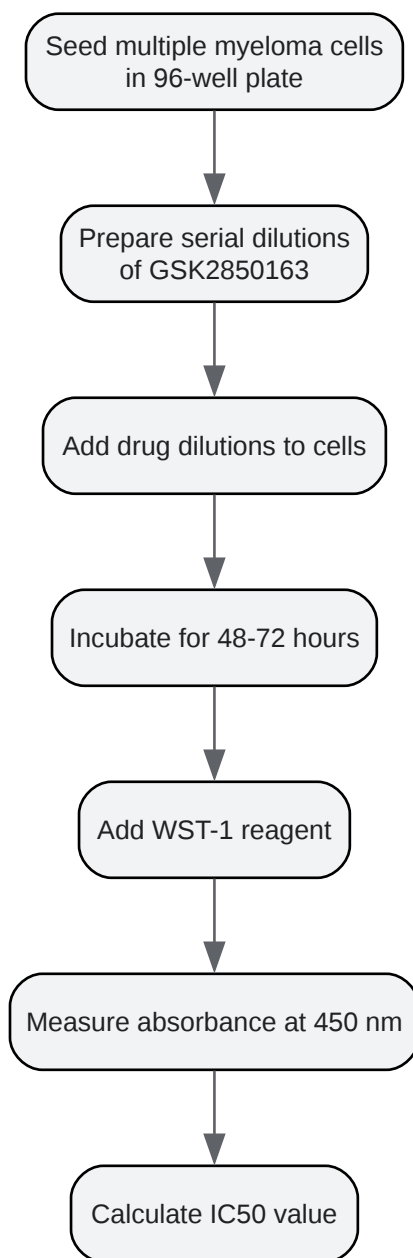 Seed multiple myeloma cells
in 96-well plate
Prepare serial dilutions
of GSK2850163
Add drug dilutions to cells
Incubate for 48-72 hours
Add WST-1 reagent
Measure absorbance at 450 nm
Calculate IC50 value